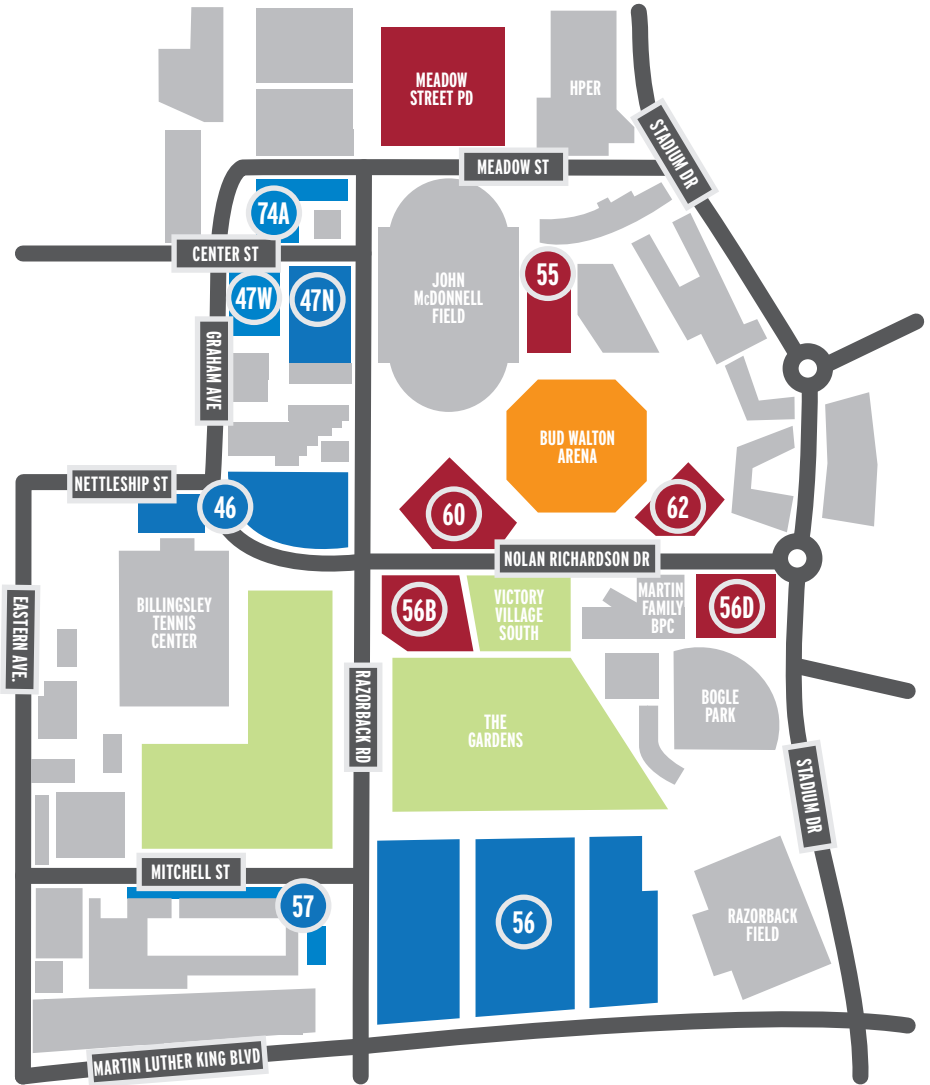 MEADOW
STREET PD
HPER
STADIUM DR
MEADOW ST
74A
CENTER ST
JOHN
McDONNELL
FIELD
55
47W
47N
GRAHAM AVE
BUD WALTON
ARENA
NETTLESHIP ST
46
60
62
NOLAN RICHARDSON DR
BILLINGSLEY
TENNIS
CENTER
56B
VICTORY
VILLAGE
SOUTH
MARTIN
FAMILY
BPC
56D
EASTERN AVE.
RAZORBACK RD
THE
GARDENS
BOGLE
PARK
STADIUM DR
MITCHELL ST
57
56
RAZORBACK
FIELD
MARTIN LUTHER KING BLVD